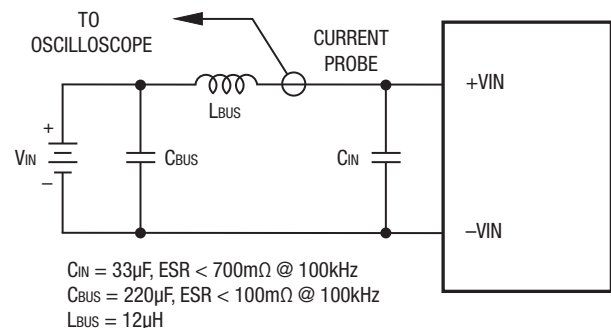 TO
OSCILLOSCOPE
CURRENT
PROBE
LBUS
+VIN
+
VIN
–
CBUS
CIN
–VIN
CIN = 33µF, ESR < 700mΩ @ 100kHz
CBUS = 220µF, ESR < 100mΩ @ 100kHz
LBUS = 12µH